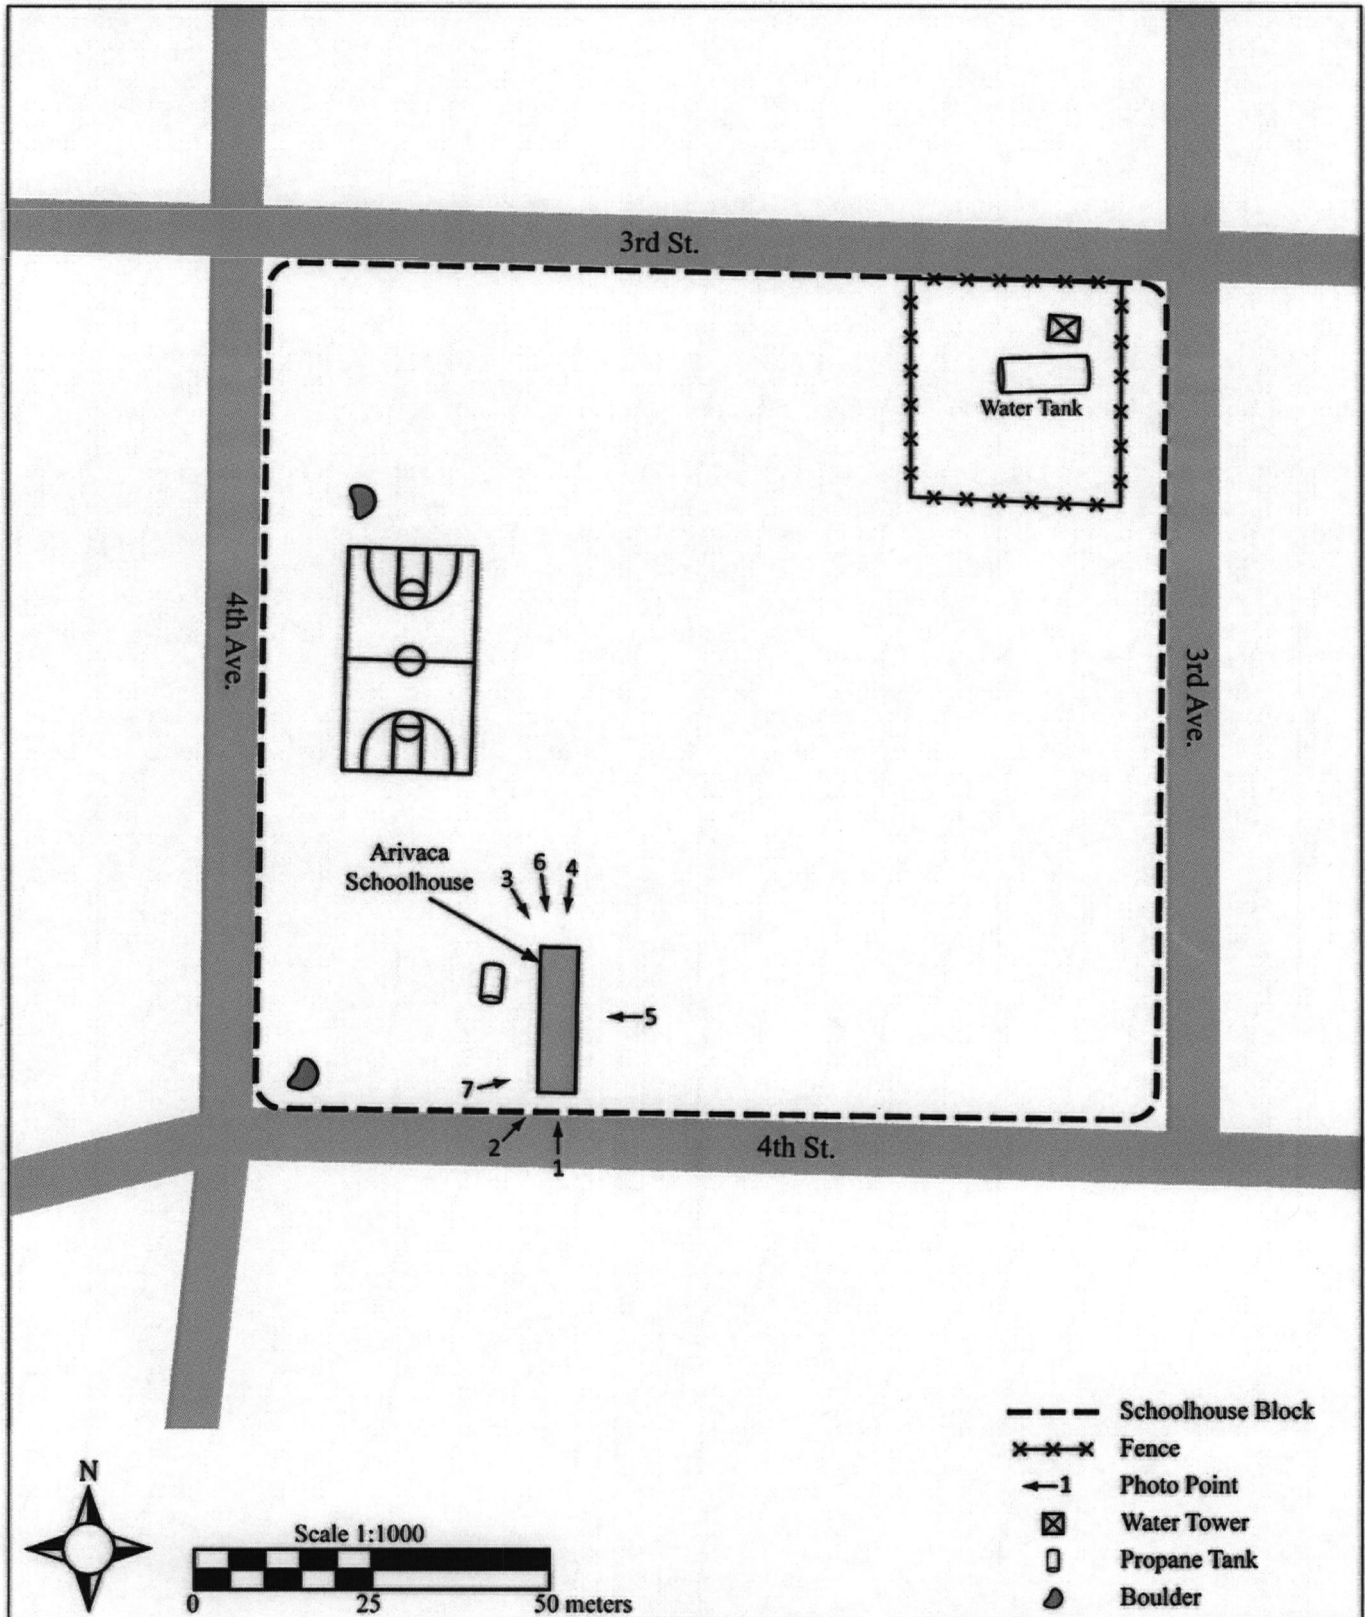 3rd St.
Water Tank
4th Ave.
3rd Ave.
Arivaca
Schoolhouse
3
6
4
5
7
2
1
4th St.
Schoolhouse Block
Fence
1 Photo Point
Water Tower
Propane Tank
Boulder
N
Scale 1:1000
0 25 50 meters